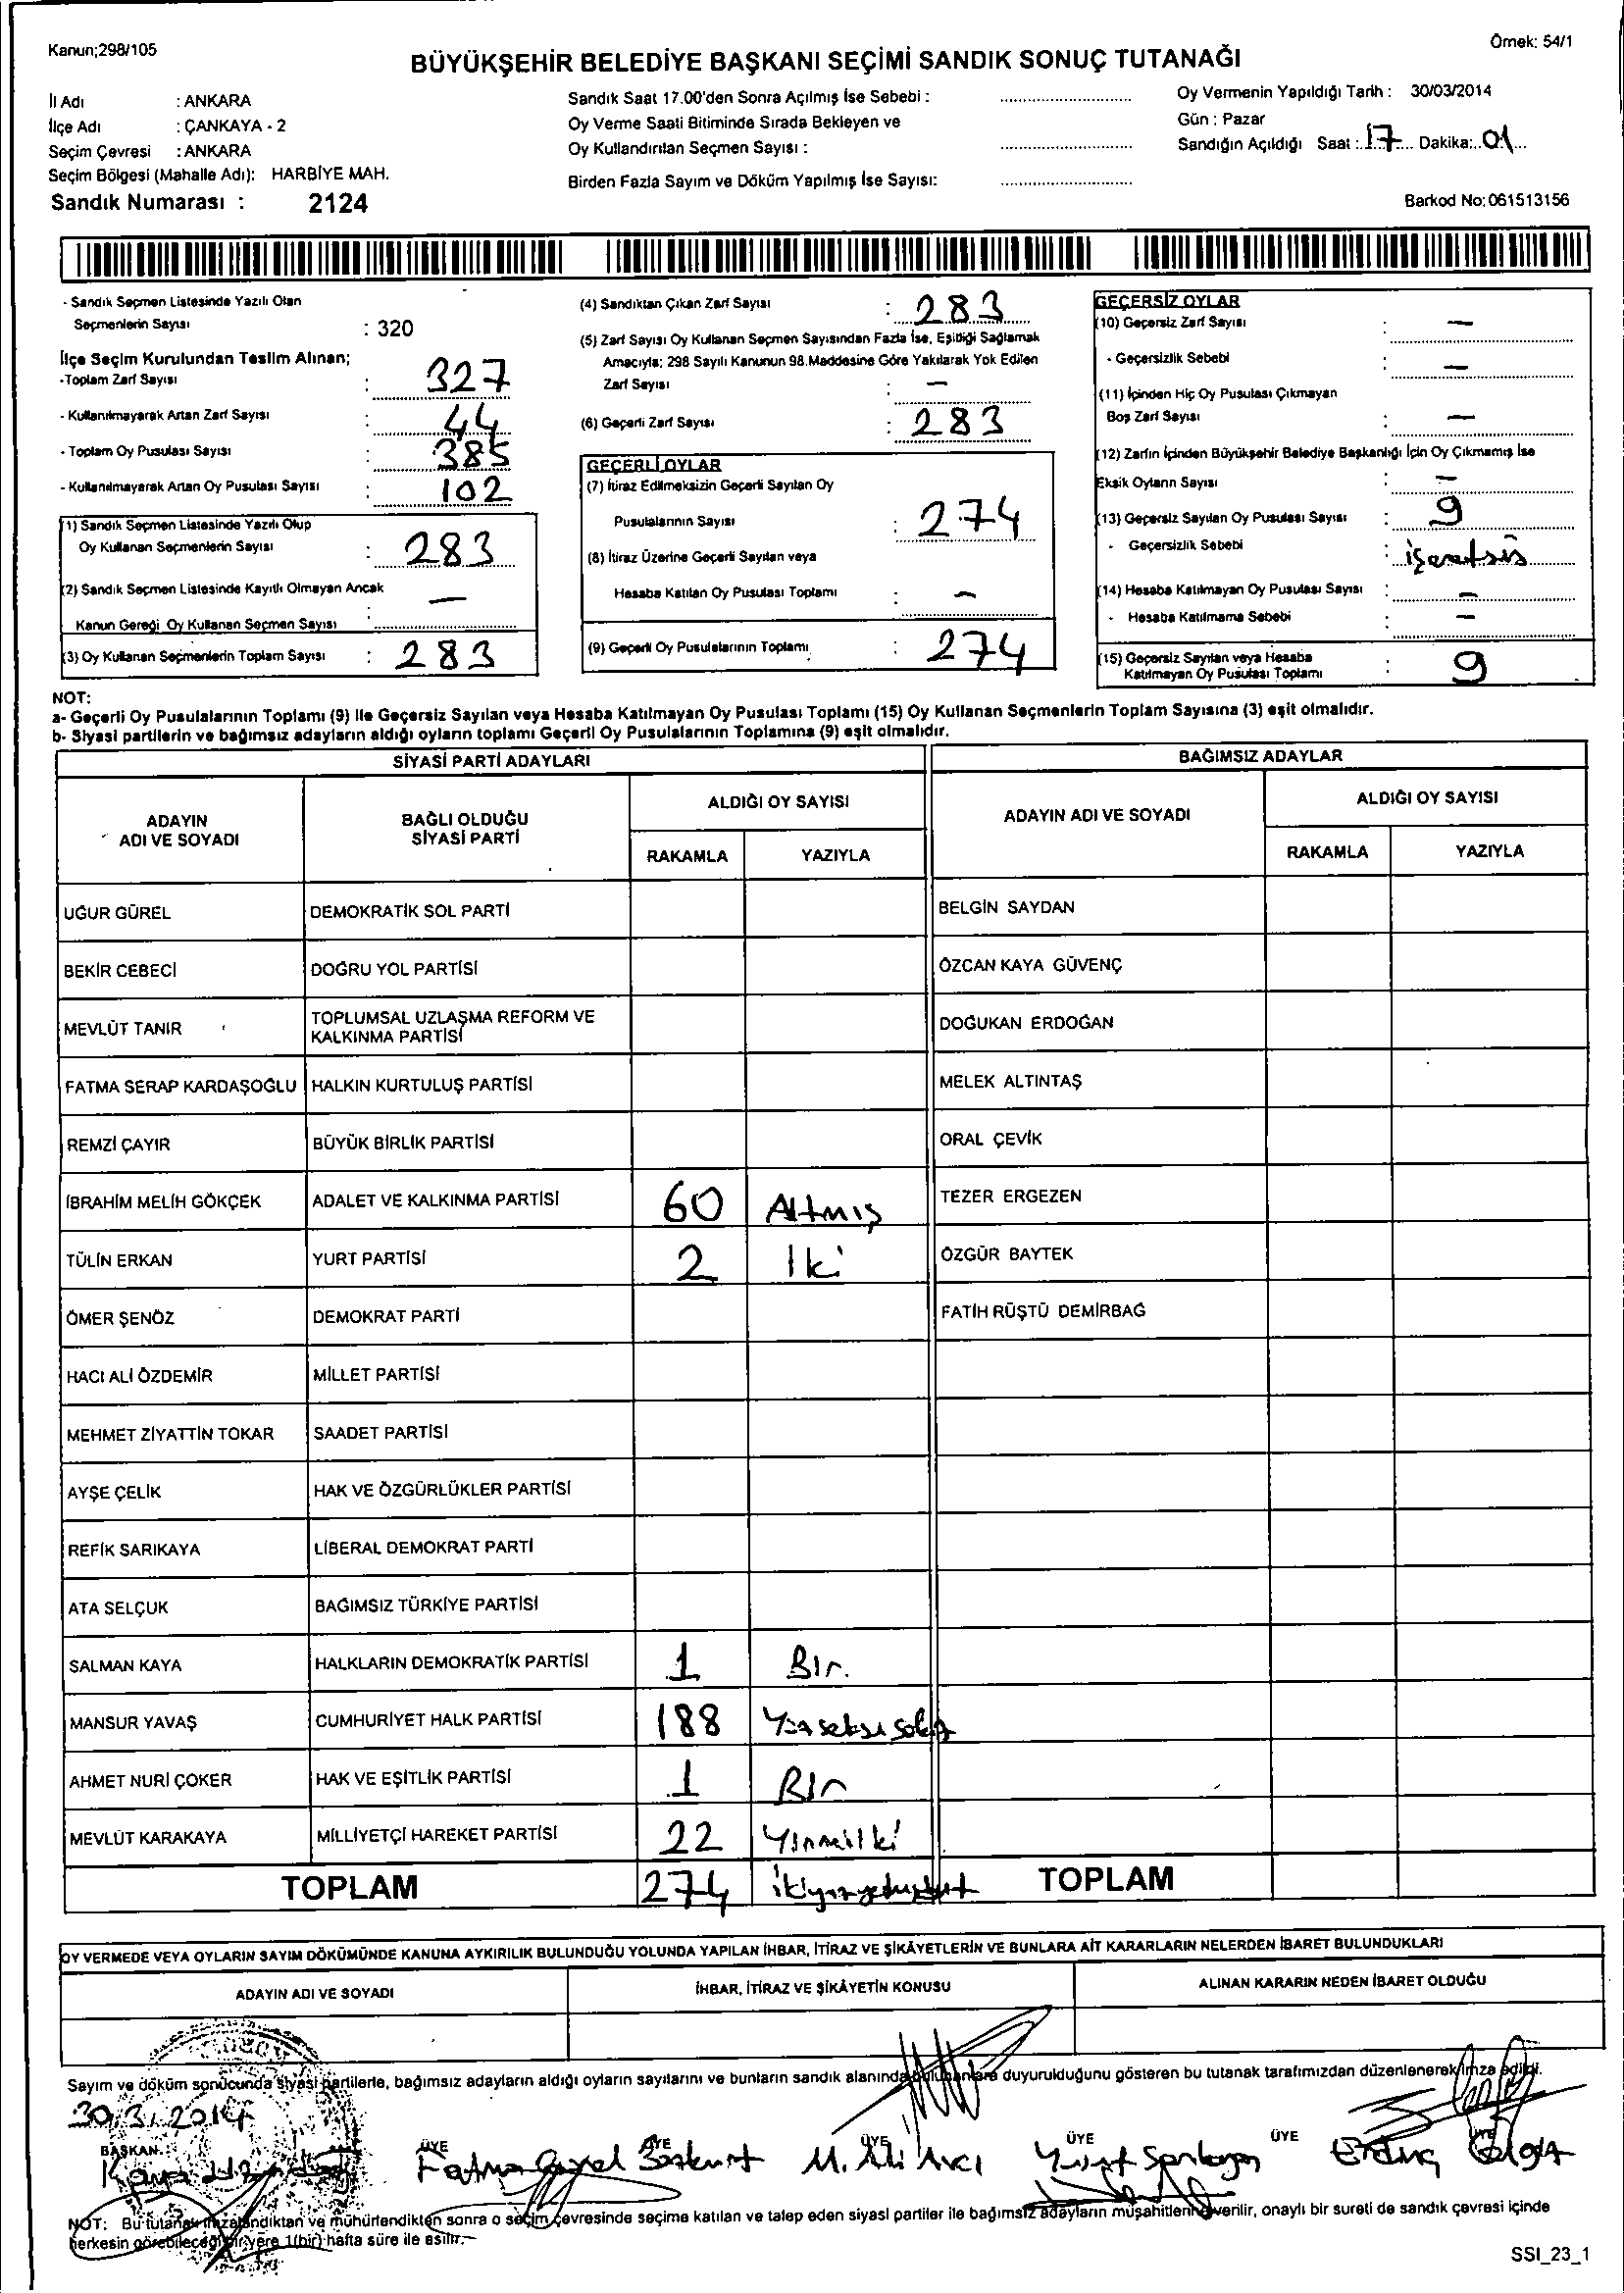 Kanun;298/105
Örnek: 54/1
BÜYÜKŞEHİR BELEDİYE BAŞKANI SEÇİMİ SANDIK SONUÇ TUTANAĞI
İl Adı : ANKARA
İlçe Adı : ÇANKAYA - 2
Seçim Çevresi : ANKARA
Seçim Bölgesi (Mahalle Adı): HARBİYE MAH.
Sandık Numarası : 2124
Sandık Saat 17.00'den Sonra Açılmış İse Sebebi :
Oy Verme Saati Bitiminde Sırada Bekleyen ve
Oy Kullandırılan Seçmen Sayısı :
Birden Fazla Sayım ve Döküm Yapılmış İse Sayısı:
Oy Vermenin Yapıldığı Tarih : 30/03/2014
Gün : Pazar
Sandığın Açıldığı Saat : 17 Dakika: 01
Barkod No: 061513156
- Sandık Seçmen Listesinde Yazılı Olan
Seçmenlerin Sayısı : 320
İlçe Seçim Kurulundan Teslim Alınan;
-Toplam Zarf Sayısı : 327
- Kullanılmayarak Artan Zarf Sayısı : 44
- Toplam Oy Pusulası Sayısı : 385
- Kullanılmayarak Artan Oy Pusulası Sayısı : 102
(1) Sandık Seçmen Listesinde Yazılı Olup
Oy Kullanan Seçmenlerin Sayısı : 283
(2) Sandık Seçmen Listesinde Kayıtlı Olmayan Ancak
Kanun Gereği Oy Kullanan Seçmen Sayısı : —
(3) Oy Kullanan Seçmenlerin Toplam Sayısı : 283
(4) Sandıktan Çıkan Zarf Sayısı : 283
(5) Zarf Sayısı Oy Kullanan Seçmen Sayısından Fazla İse, Eşitliği Sağlamak
Amacıyla; 298 Sayılı Kanunun 98.Maddesine Göre Yakılarak Yok Edilen
Zarf Sayısı : —
(6) Geçerli Zarf Sayısı : 283
GEÇERLİ OYLAR
(7) İtiraz Edilmeksizin Geçerli Sayılan Oy
Pusulalarının Sayısı : 274
(8) İtiraz Üzerine Geçerli Sayılan veya
Hesaba Katılan Oy Pusulası Toplamı : —
(9) Geçerli Oy Pusulalarının Toplamı : 274
GEÇERSİZ OYLAR
(10) Geçersiz Zarf Sayısı : —
- Geçersizlik Sebebi : —
(11) İçinden Hiç Oy Pusulası Çıkmayan
Boş Zarf Sayısı : —
(12) Zarfın İçinden Büyükşehir Belediye Başkanlığı İçin Oy Çıkmamış İse
Eksik Oyların Sayısı : —
(13) Geçersiz Sayılan Oy Pusulası Sayısı : 9
- Geçersizlik Sebebi : işaretsis
(14) Hesaba Katılmayan Oy Pusulası Sayısı : —
- Hesaba Katılmama Sebebi : —
(15) Geçersiz Sayılan veya Hesaba
Katılmayan Oy Pusulası Toplamı : 9
NOT:
a- Geçerli Oy Pusulalarının Toplamı (9) ile Geçersiz Sayılan veya Hesaba Katılmayan Oy Pusulası Toplamı (15) Oy Kullanan Seçmenlerin Toplam Sayısına (3) eşit olmalıdır.
b- Siyasi partilerin ve bağımsız adayların aldığı oyların toplamı Geçerli Oy Pusulalarının Toplamına (9) eşit olmalıdır.
SİYASİ PARTİ ADAYLARI BAĞIMSIZ ADAYLAR
ADAYIN
ADI VE SOYADI
BAĞLI OLDUĞU
SİYASİ PARTİ
ALDIĞI OY SAYISI
RAKAMLA YAZIYLA
ADAYIN ADI VE SOYADI
ALDIĞI OY SAYISI
RAKAMLA YAZIYLA
UĞUR GÜREL DEMOKRATİK SOL PARTİ BELGİN SAYDAN
BEKİR CEBECİ DOĞRU YOL PARTİSİ ÖZCAN KAYA GÜVENÇ
MEVLÜT TANIR TOPLUMSAL UZLAŞMA REFORM VE
KALKINMA PARTİSİ DOĞUKAN ERDOĞAN
FATMA SERAP KARDAŞOĞLU HALKIN KURTULUŞ PARTİSİ MELEK ALTINTAŞ
REMZİ ÇAYIR BÜYÜK BİRLİK PARTİSİ ORAL ÇEVİK
İBRAHİM MELİH GÖKÇEK ADALET VE KALKINMA PARTİSİ 60 Altmış TEZER ERGEZEN
TÜLİN ERKAN YURT PARTİSİ 2 Iki ÖZGÜR BAYTEK
ÖMER ŞENÖZ DEMOKRAT PARTİ FATİH RÜŞTÜ DEMİRBAĞ
HACI ALİ ÖZDEMİR MİLLET PARTİSİ
MEHMET ZİYATTİN TOKAR SAADET PARTİSİ
AYŞE ÇELİK HAK VE ÖZGÜRLÜKLER PARTİSİ
REFİK SARIKAYA LİBERAL DEMOKRAT PARTİ
ATA SELÇUK BAĞIMSIZ TÜRKİYE PARTİSİ
SALMAN KAYA HALKLARIN DEMOKRATİK PARTİSİ 1 Bır.
MANSUR YAVAŞ CUMHURİYET HALK PARTİSİ 188
AHMET NURİ ÇOKER HAK VE EŞİTLİK PARTİSİ 1 Bır
MEVLÜT KARAKAYA MİLLİYETÇİ HAREKET PARTİSİ 22 Yırmiİki
TOPLAM 274 TOPLAM
OY VERMEDE VEYA OYLARIN SAYIM DÖKÜMÜNDE KANUNA AYKIRILIK BULUNDUĞU YOLUNDA YAPILAN İHBAR, İTİRAZ VE ŞİKÂYETLERİN VE BUNLARA AİT KARARLARIN NELERDEN İBARET BULUNDUKLARI
ADAYIN ADI VE SOYADI İHBAR, İTİRAZ VE ŞİKÂYETİN KONUSU ALINAN KARARIN NEDEN İBARET OLDUĞU
Sayım ve döküm sonucunda siyasi partilerle, bağımsız adayların aldığı oyların sayılarını ve bunların sandık alanında bulunanlara duyurulduğunu gösteren bu tutanak tarafımızdan düzenlenerek imza edildi.
30.3.2014
BAŞKAN ÜYE ÜYE ÜYE ÜYE ÜYE
Kaya Fatma Bozkurt M. Ali Avcı Yusuf Erdinç
NOT: Bu tutanak imzalandıktan ve mühürlendikten sonra o seçim çevresinde seçime katılan ve talep eden siyasi partiler ile bağımsız adayların müşahitlerine verilir, onaylı bir sureti de sandık çevresi içinde
herkesin görebileceği bir yere 1(bir) hafta süre ile asılır.
SSI_23_1